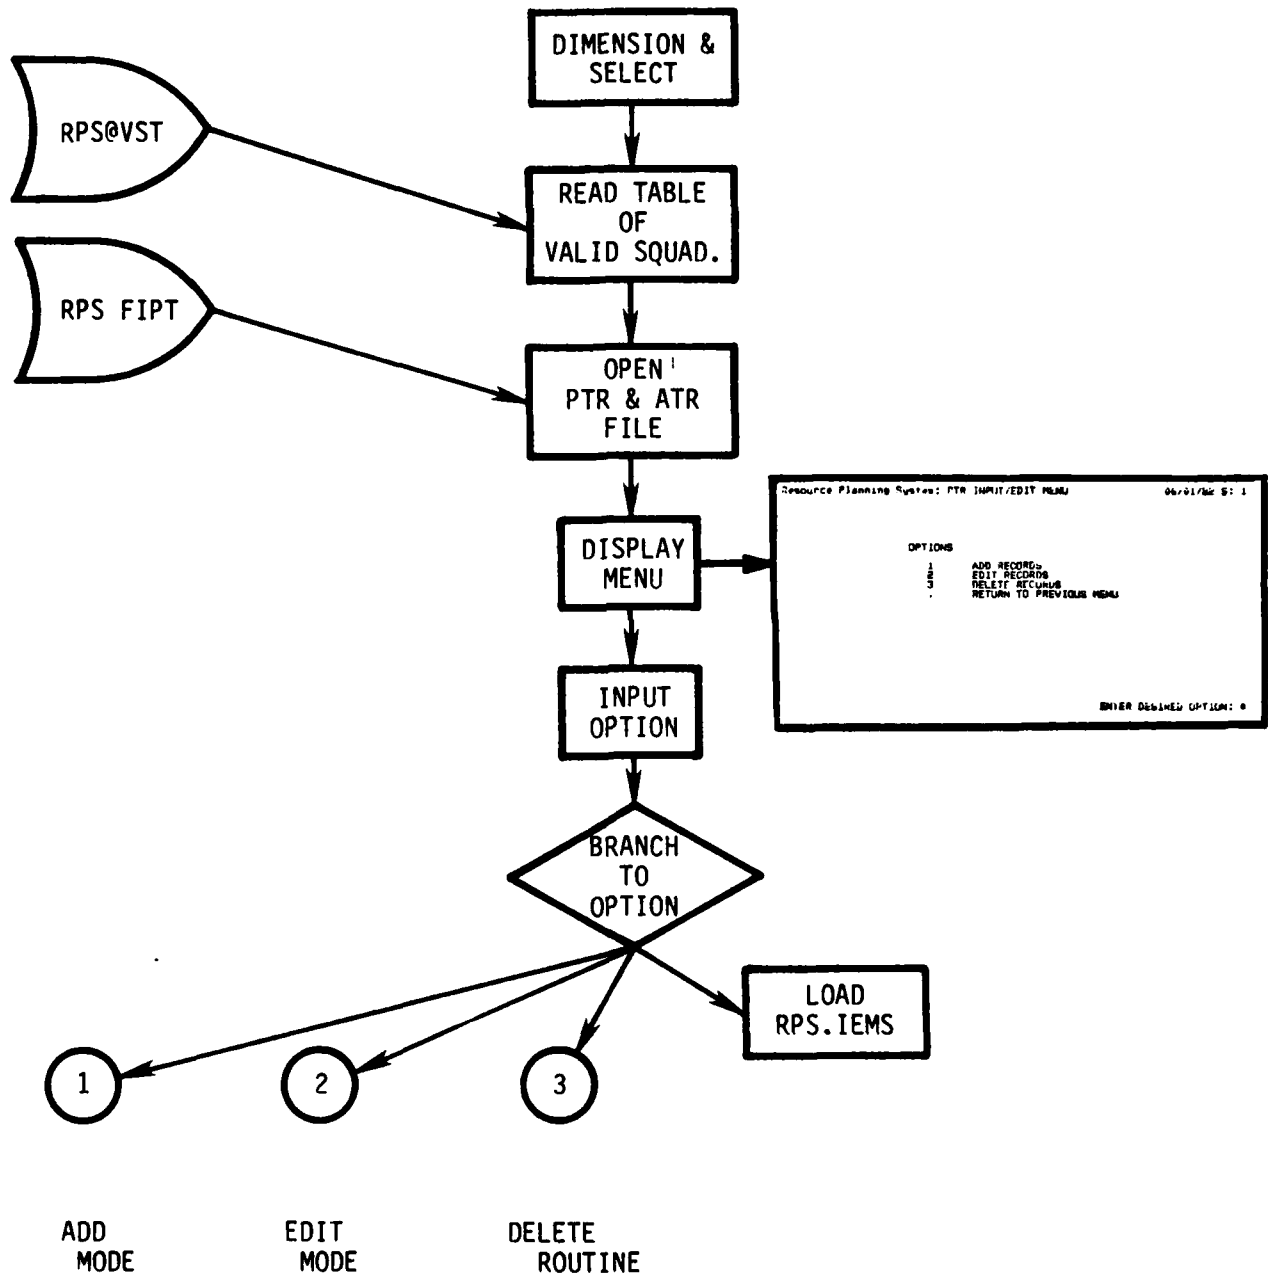 DIMENSION &
SELECT
RPS@VST
READ TABLE
OF
VALID SQUAD.
RPS FIPT
OPEN
PTR & ATR
FILE
Resource Planning System: PTR INPUT/EDIT MENU
S: 1
OPTIONS
1 ADD RECORDS
2 EDIT RECORDS
3 DELETE RECORDS
. RETURN TO PREVIOUS MENU
ENTER DESIRED OPTION:
DISPLAY
MENU
INPUT
OPTION
BRANCH
TO
OPTION
LOAD
RPS.IEMS
1
2
3
ADD
MODE
EDIT
MODE
DELETE
ROUTINE